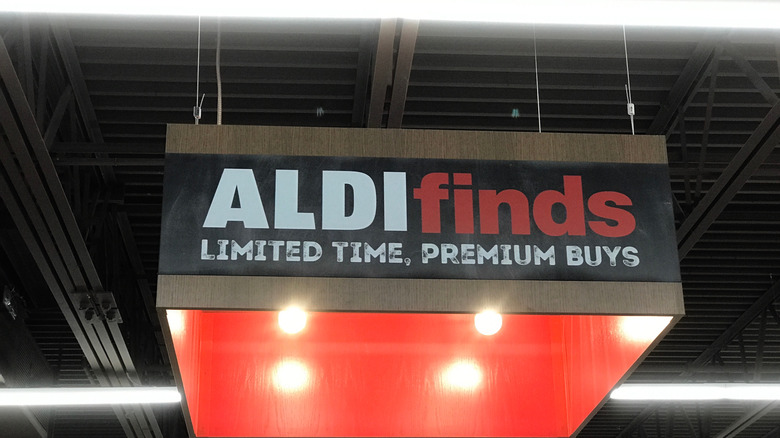 ALDIfinds
LIMITED TIME, PREMIUM BUYS